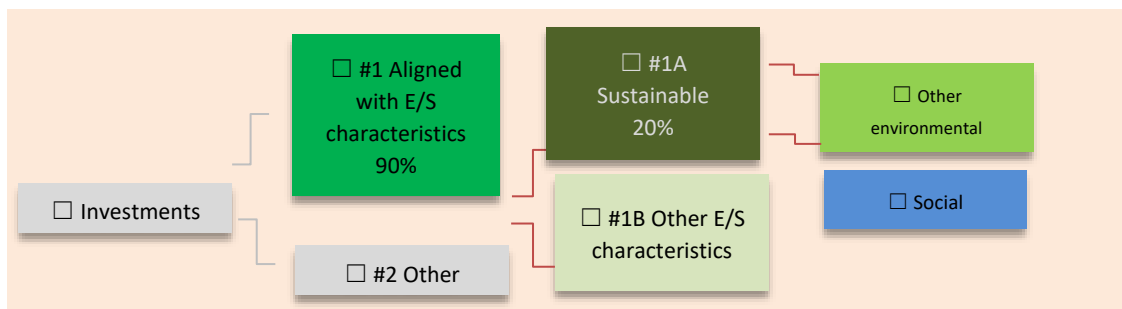 ☐ Investments
☐ #1 Aligned
with E/S
characteristics
90%
☐ #2 Other
☐ #1A
Sustainable
20%
☐ #1B Other E/S
characteristics
☐ Other
environmental
☐ Social